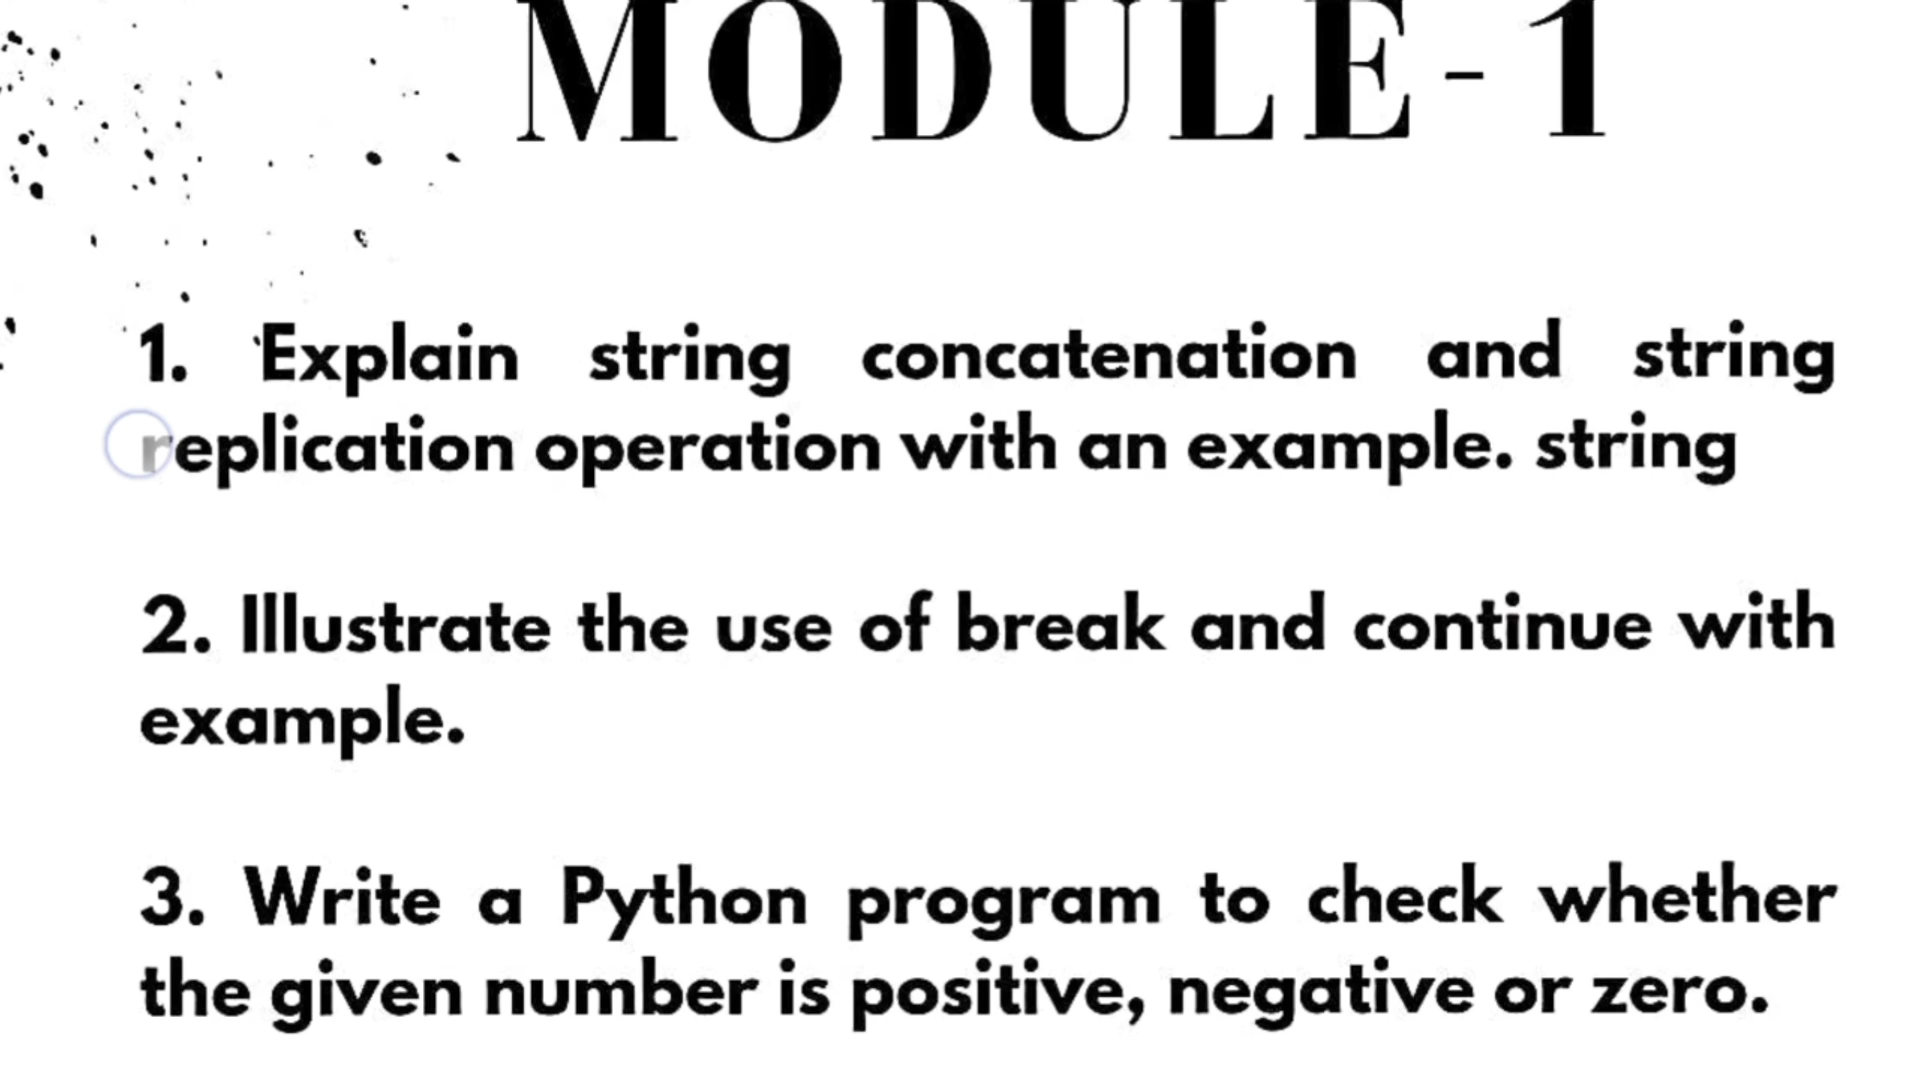 MODULE-1
1. Explain string concatenation and string
replication operation with an example. string
2. Illustrate the use of break and continue with
example.
3. Write a Python program to check whether
the given number is positive, negative or zero.